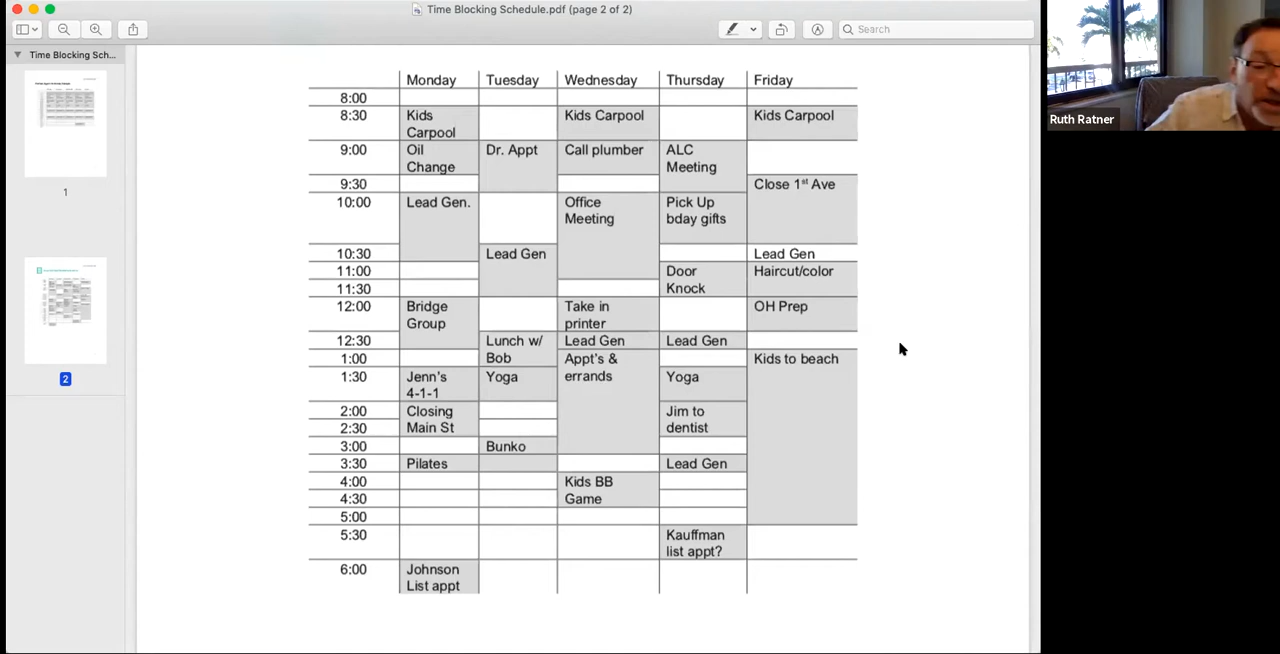 Time Blocking Schedule.pdf (page 2 of 2)
Search
Time Blocking Sch...
1
2
Ruth Ratner
Monday Tuesday Wednesday Thursday Friday
8:00
8:30 Kids Kids Carpool Kids Carpool
Carpool
9:00 Oil Dr. Appt Call plumber ALC
Change Meeting
9:30 Close 1st Ave
10:00 Lead Gen. Office Pick Up
Meeting bday gifts
10:30 Lead Gen Lead Gen
11:00 Door Haircut/color
11:30 Knock
12:00 Bridge Take in OH Prep
Group printer
12:30 Lunch w/ Lead Gen Lead Gen
1:00 Bob Appt's & Kids to beach
1:30 Jenn's Yoga errands Yoga
4-1-1
2:00 Closing Jim to
2:30 Main St dentist
3:00 Bunko
3:30 Pilates Lead Gen
4:00 Kids BB
4:30 Game
5:00
5:30 Kauffman
list appt?
6:00 Johnson
List appt